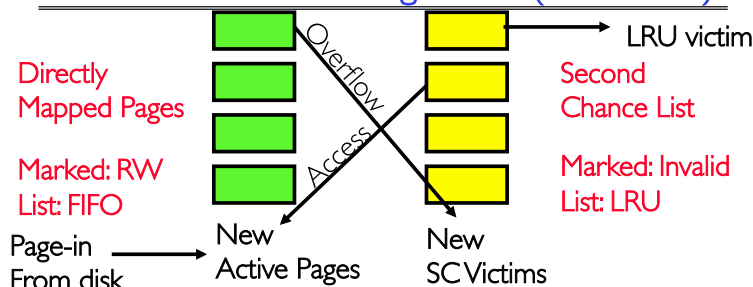 LRU victim
Directly
Mapped Pages
Marked: RW
List: FIFO
Overflow
Access
Second
Chance List
Marked: Invalid
List: LRU
Page-in
From disk
New
Active Pages
New
SC Victims